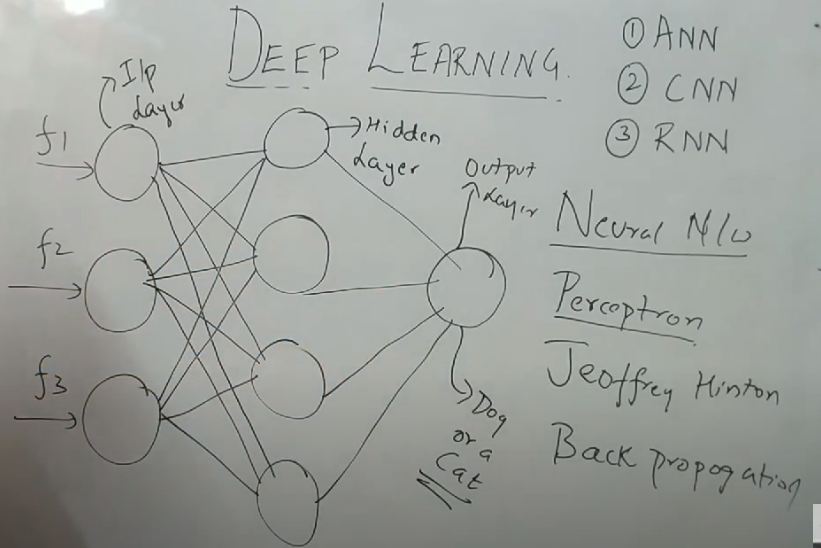 DEEP LEARNING.
① ANN
② CNN
③ RNN
I/p
Layer
f1
Hidden
Layer
Output
Layer
Neural N/w
f2
Perceptron
f3
Jeoffrey Hinton
Dog
or a
Cat
Back propogation